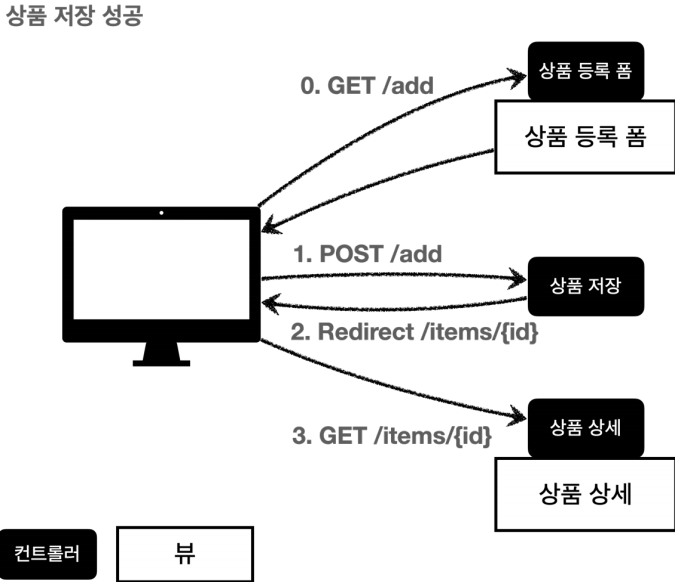 상품 저장 성공
0. GET /add
상품 등록 폼
상품 등록 폼
1. POST /add
상품 저장
2. Redirect /items/{id}
3. GET /items/{id}
상품 상세
상품 상세
컨트롤러
뷰